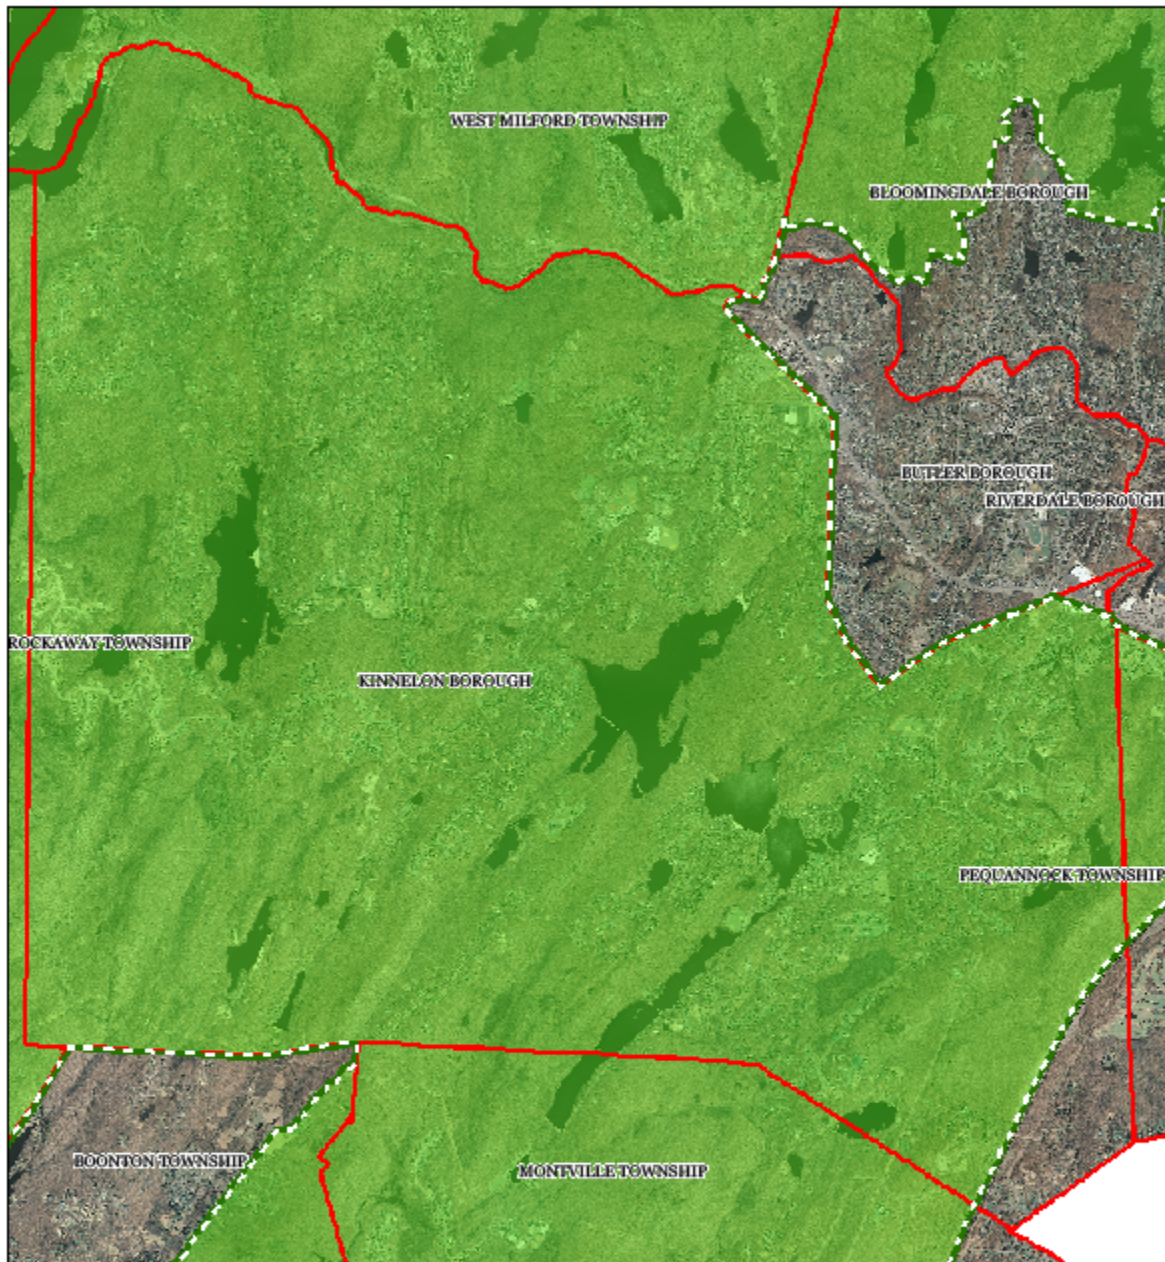 WEST MILFORD TOWNSHIP
BLOOMINGDALE BOROUGH
BUTLER BOROUGH
RIVERDALE BOROUGH
ROCKAWAY TOWNSHIP
KINNELON BOROUGH
PEQUANNOCK TOWNSHIP
BOONTON TOWNSHIP
MONTVILLE TOWNSHIP